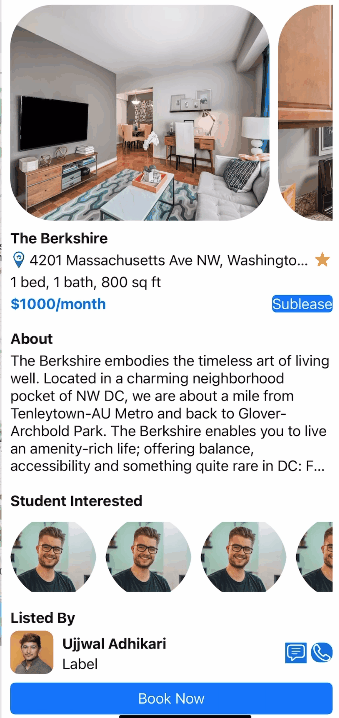 The Berkshire
4201 Massachusetts Ave NW, Washingto...
1 bed, 1 bath, 800 sq ft
$1000/month
Sublease
About
The Berkshire embodies the timeless art of living
well. Located in a charming neighborhood
pocket of NW DC, we are about a mile from
Tenleytown-AU Metro and back to Glover-
Archbold Park. The Berkshire enables you to live
an amenity-rich life; offering balance,
accessibility and something quite rare in DC: F...
Student Interested
Listed By
Ujjwal Adhikari
Label
Book Now